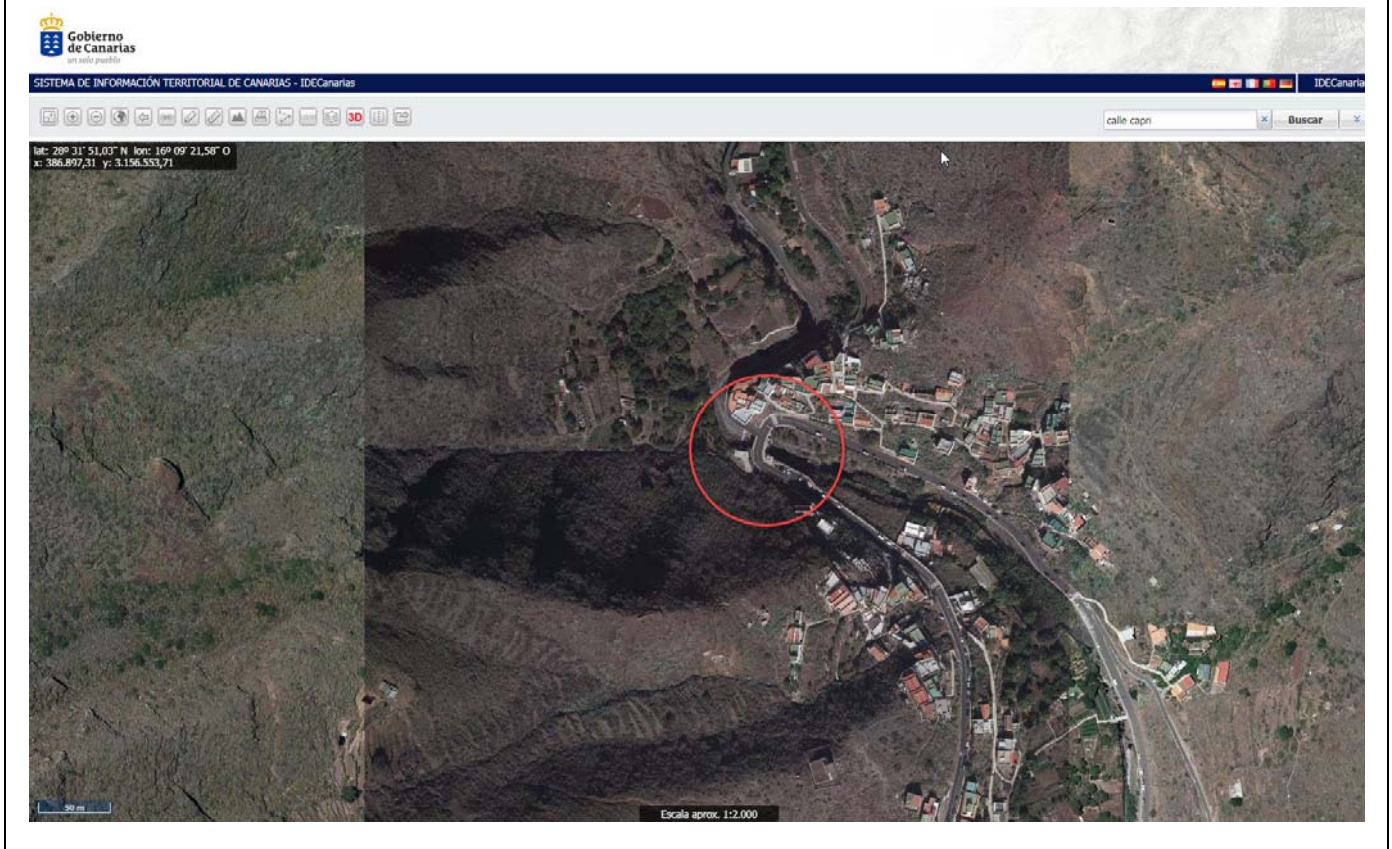 Gobierno
de Canarias
un solo pueblo
SISTEMA DE INFORMACIÓN TERRITORIAL DE CANARIAS - IDECanarias
IDECanaria
3D
calle capri
Buscar
lat: 28º 31' 51,03" N lon: 16º 09' 21,58" O
x: 386.897,31 y: 3.156.553,71
50 m
Escala aprox. 1:2.000